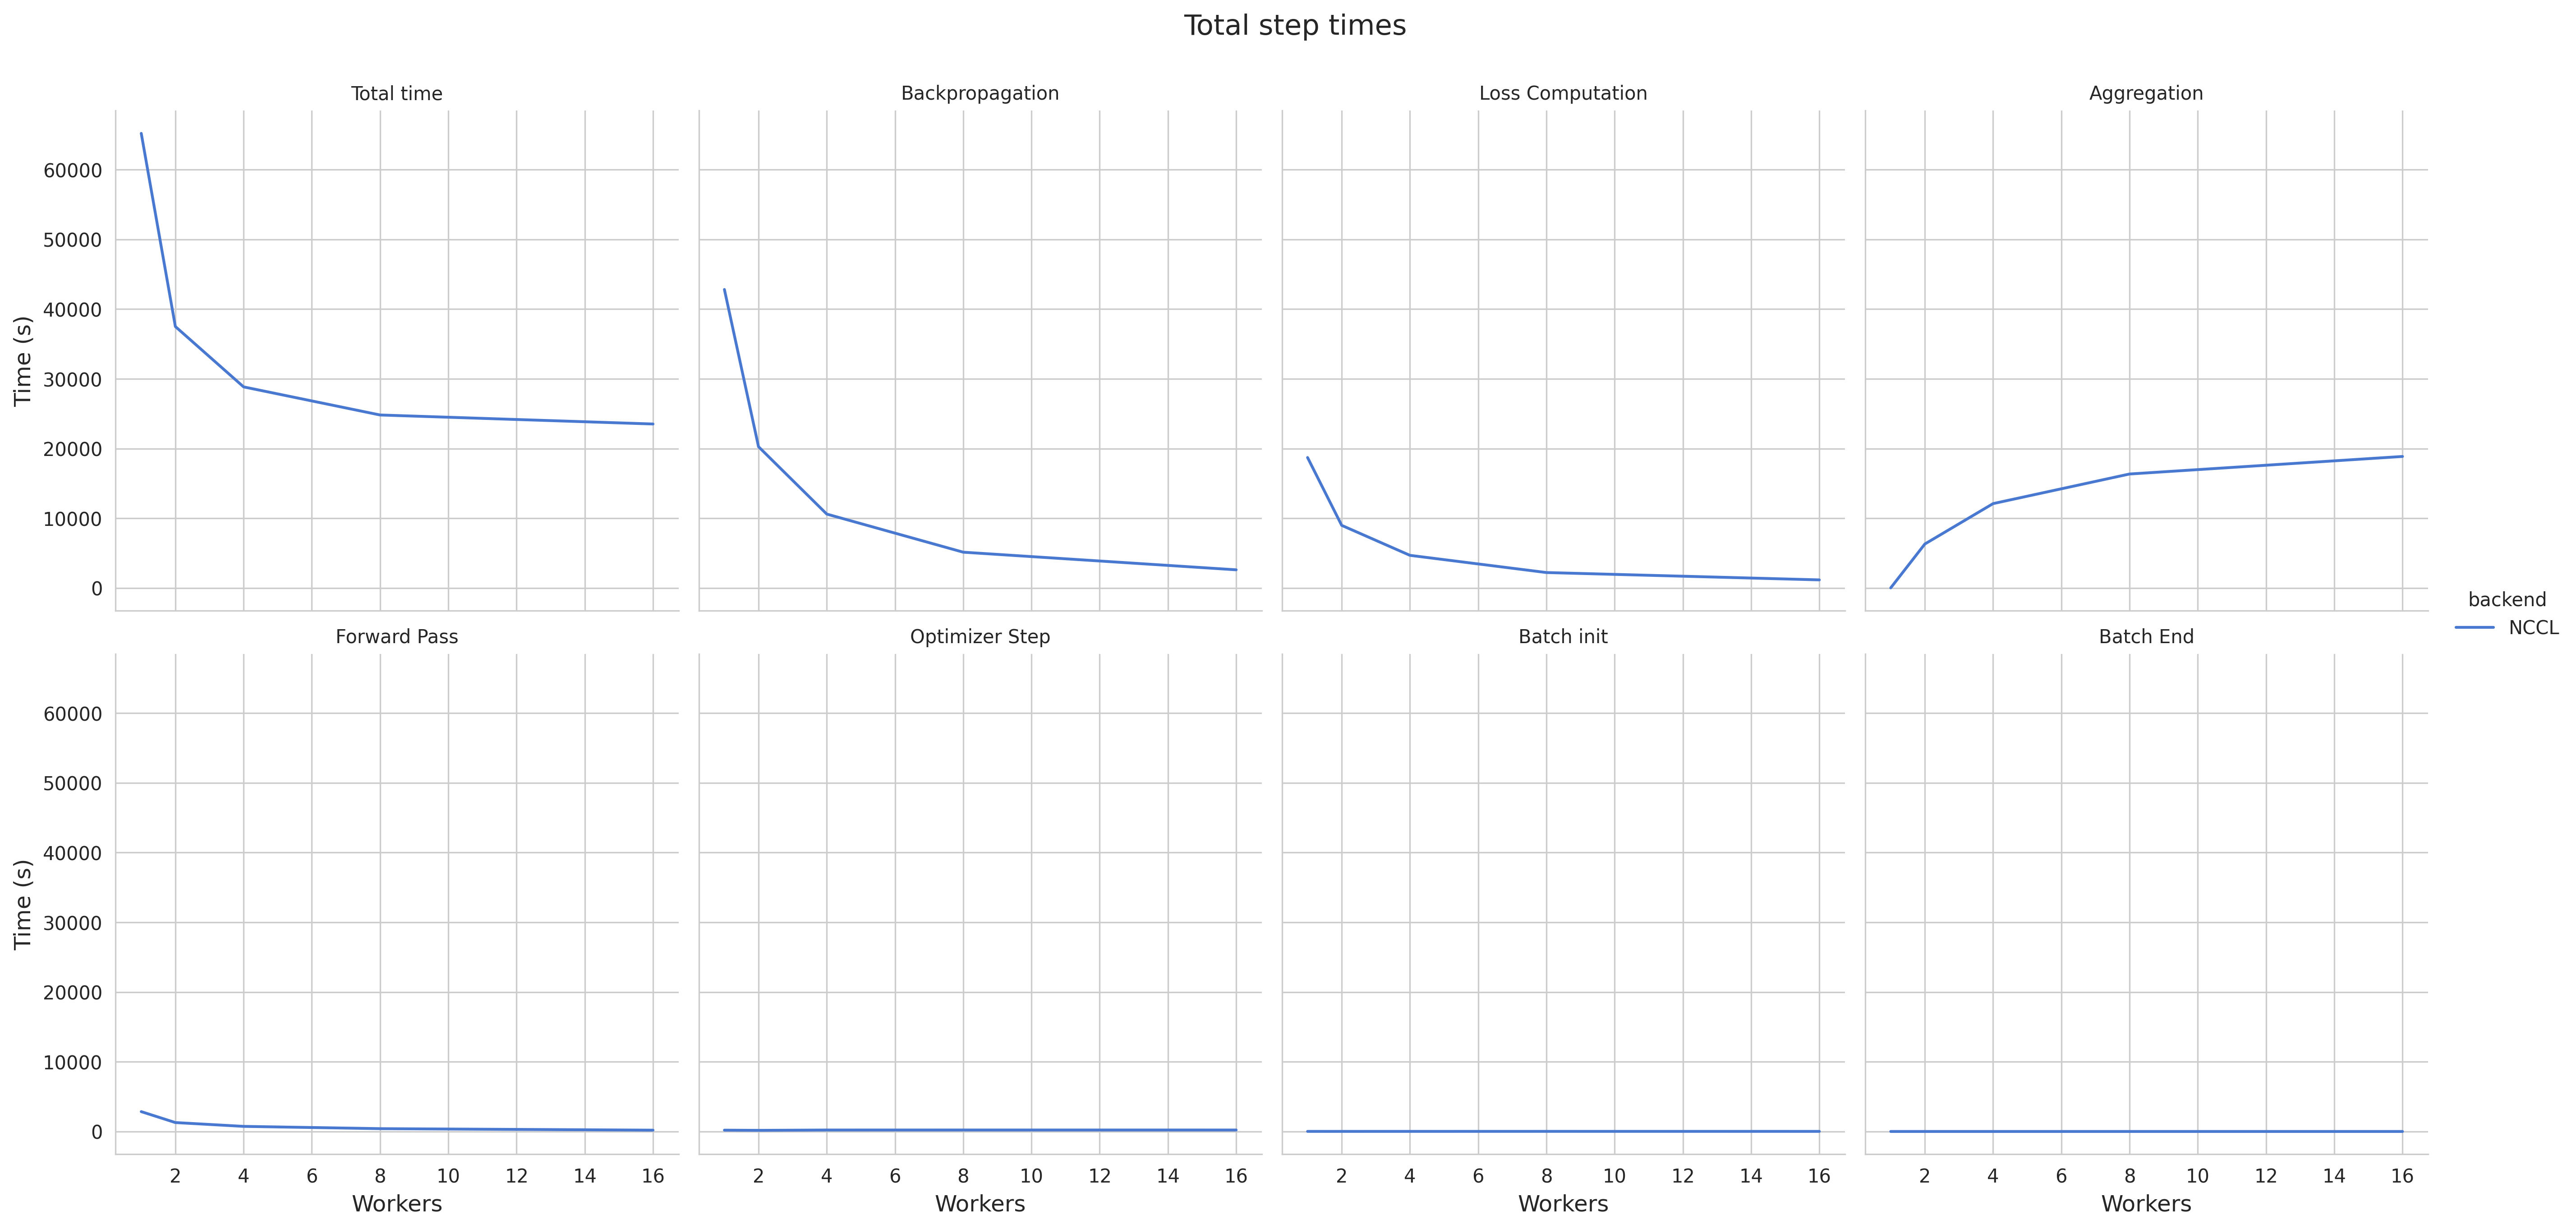 Total step times
Total time
Backpropagation
Loss Computation
Aggregation
Time (s)
60000
50000
40000
30000
20000
10000
0
backend
NCCL
Forward Pass
Optimizer Step
Batch init
Batch End
Time (s)
60000
50000
40000
30000
20000
10000
0
2 4 6 8 10 12 14 16
2 4 6 8 10 12 14 16
2 4 6 8 10 12 14 16
2 4 6 8 10 12 14 16
Workers
Workers
Workers
Workers